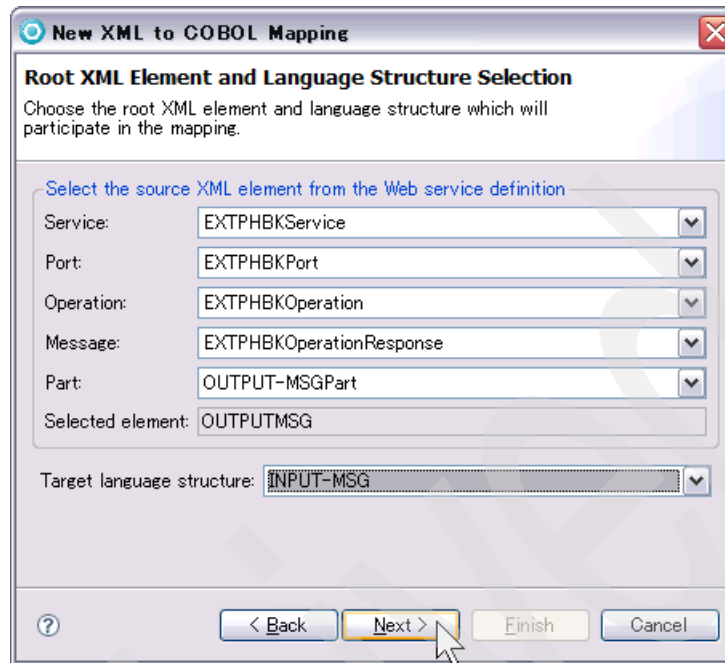 New XML to COBOL Mapping
Root XML Element and Language Structure Selection
Choose the root XML element and language structure which will
participate in the mapping.
Select the source XML element from the Web service definition
Service: EXTPHBKService
Port: EXTPHBKPort
Operation: EXTPHBKOperation
Message: EXTPHBKOperationResponse
Part: OUTPUT-MSGPart
Selected element: OUTPUTMSG
Target language structure: INPUT-MSG
? < Back Next > Finish Cancel